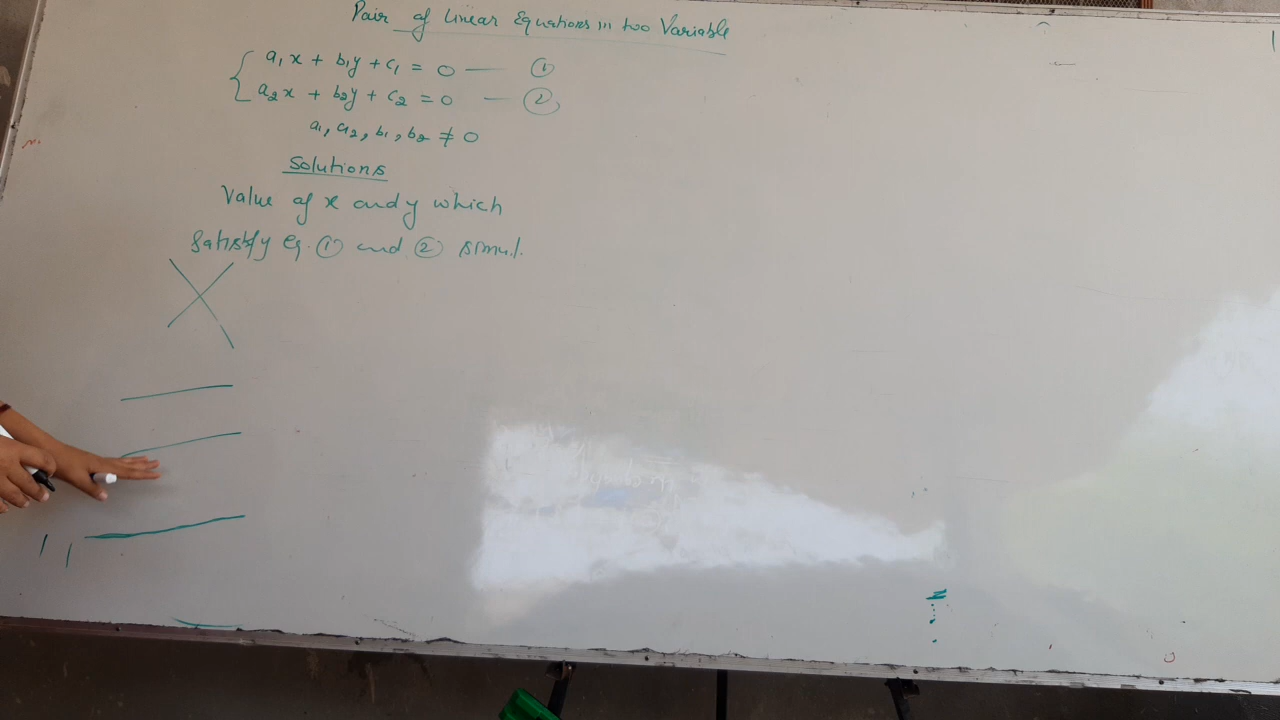 Pair of Linear Equations in two Variable
a₁x + b₁y + c₁ = 0 — ①
a₂x + b₂y + c₂ = 0 — ②
a₁, a₂, b₁, b₂ ≠ 0
Solutions
Value of x and y which
Satisfy Eq. ① and ② simul.